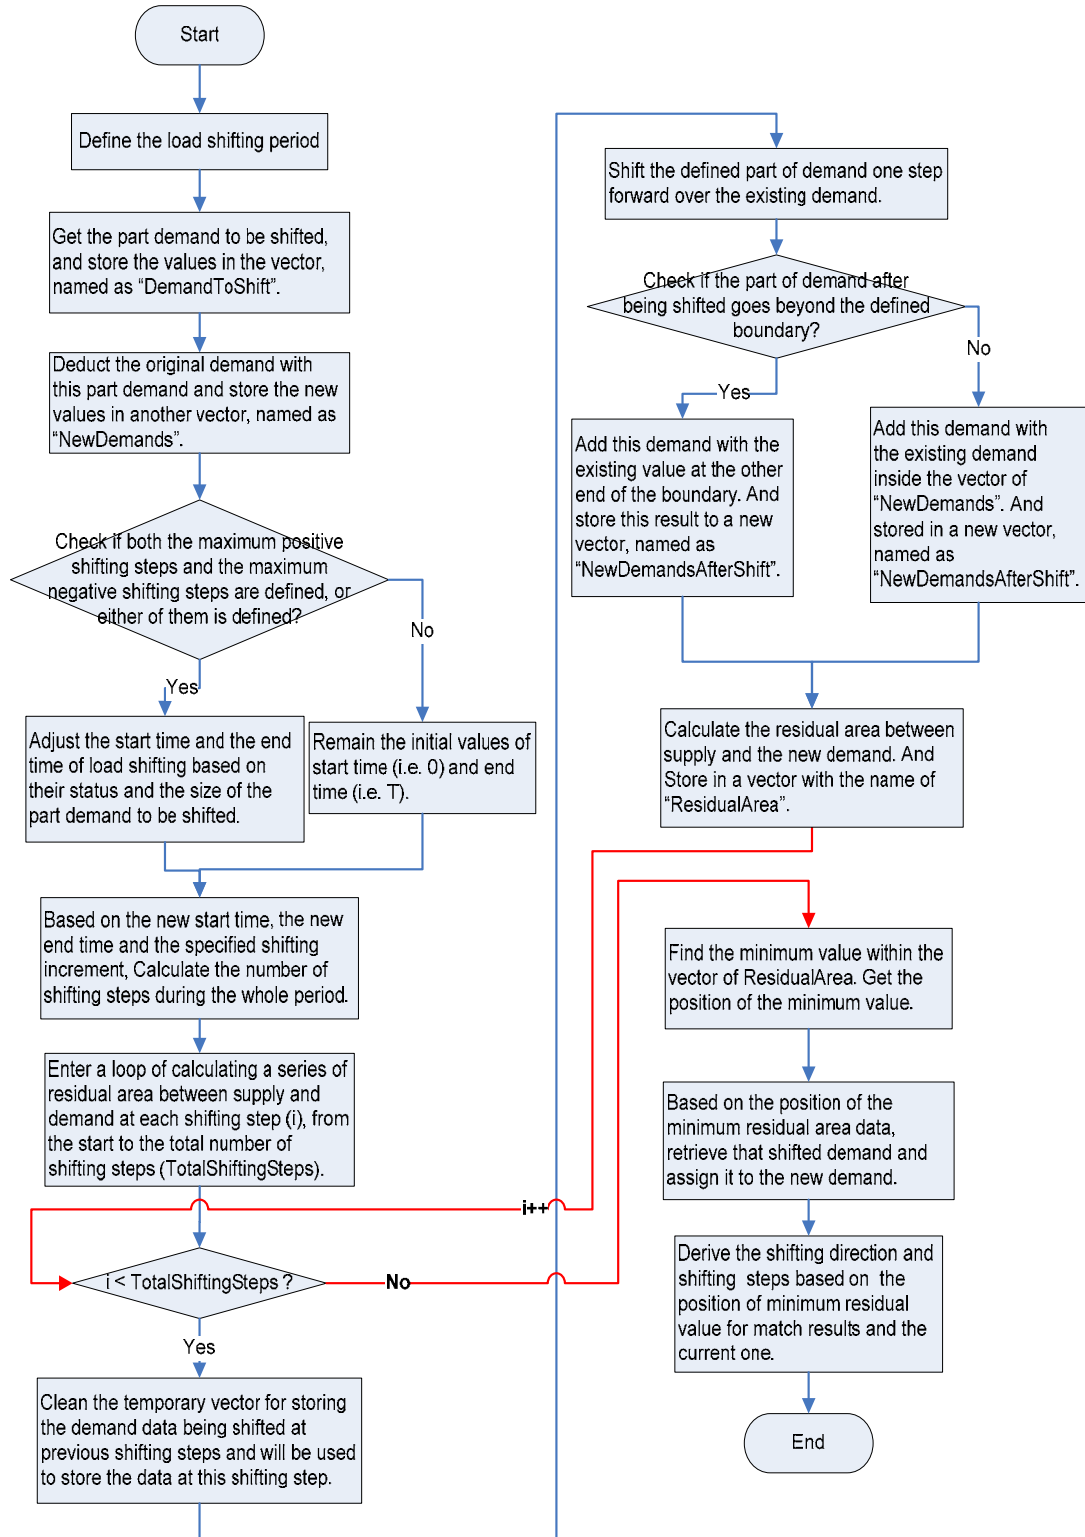 Start
Define the load shifting period
Get the part demand to be shifted,
and store the values in the vector,
named as “DemandToShift”.
Deduct the original demand with
this part demand and store the new
values in another vector, named as
“NewDemands”.
Check if both the maximum positive
shifting steps and the maximum
negative shifting steps are defined, or
either of them is defined?
No
Yes
Adjust the start time and the end
time of load shifting based on
their status and the size of the
part demand to be shifted.
Remain the initial values of
start time (i.e. 0) and end
time (i.e. T).
Based on the new start time, the new
end time and the specified shifting
increment, Calculate the number of
shifting steps during the whole period.
Enter a loop of calculating a series of
residual area between supply and
demand at each shifting step (i), from
the start to the total number of
shifting steps (TotalShiftingSteps).
i++
i < TotalShiftingSteps ?
No
Yes
Clean the temporary vector for storing
the demand data being shifted at
previous shifting steps and will be used
to store the data at this shifting step.
Shift the defined part of demand one step
forward over the existing demand.
Check if the part of demand after
being shifted goes beyond the defined
boundary?
No
Yes
Add this demand with the
existing value at the other
end of the boundary. And
store this result to a new
vector, named as
“NewDemandsAfterShift”.
Add this demand with
the existing demand
inside the vector of
“NewDemands”. And
stored in a new vector,
named as
“NewDemandsAfterShift”.
Calculate the residual area between
supply and the new demand. And
Store in a vector with the name of
“ResidualArea”.
Find the minimum value within the
vector of ResidualArea. Get the
position of the minimum value.
Based on the position of the
minimum residual area data,
retrieve that shifted demand and
assign it to the new demand.
Derive the shifting direction and
shifting steps based on the
position of minimum residual
value for match results and the
current one.
End